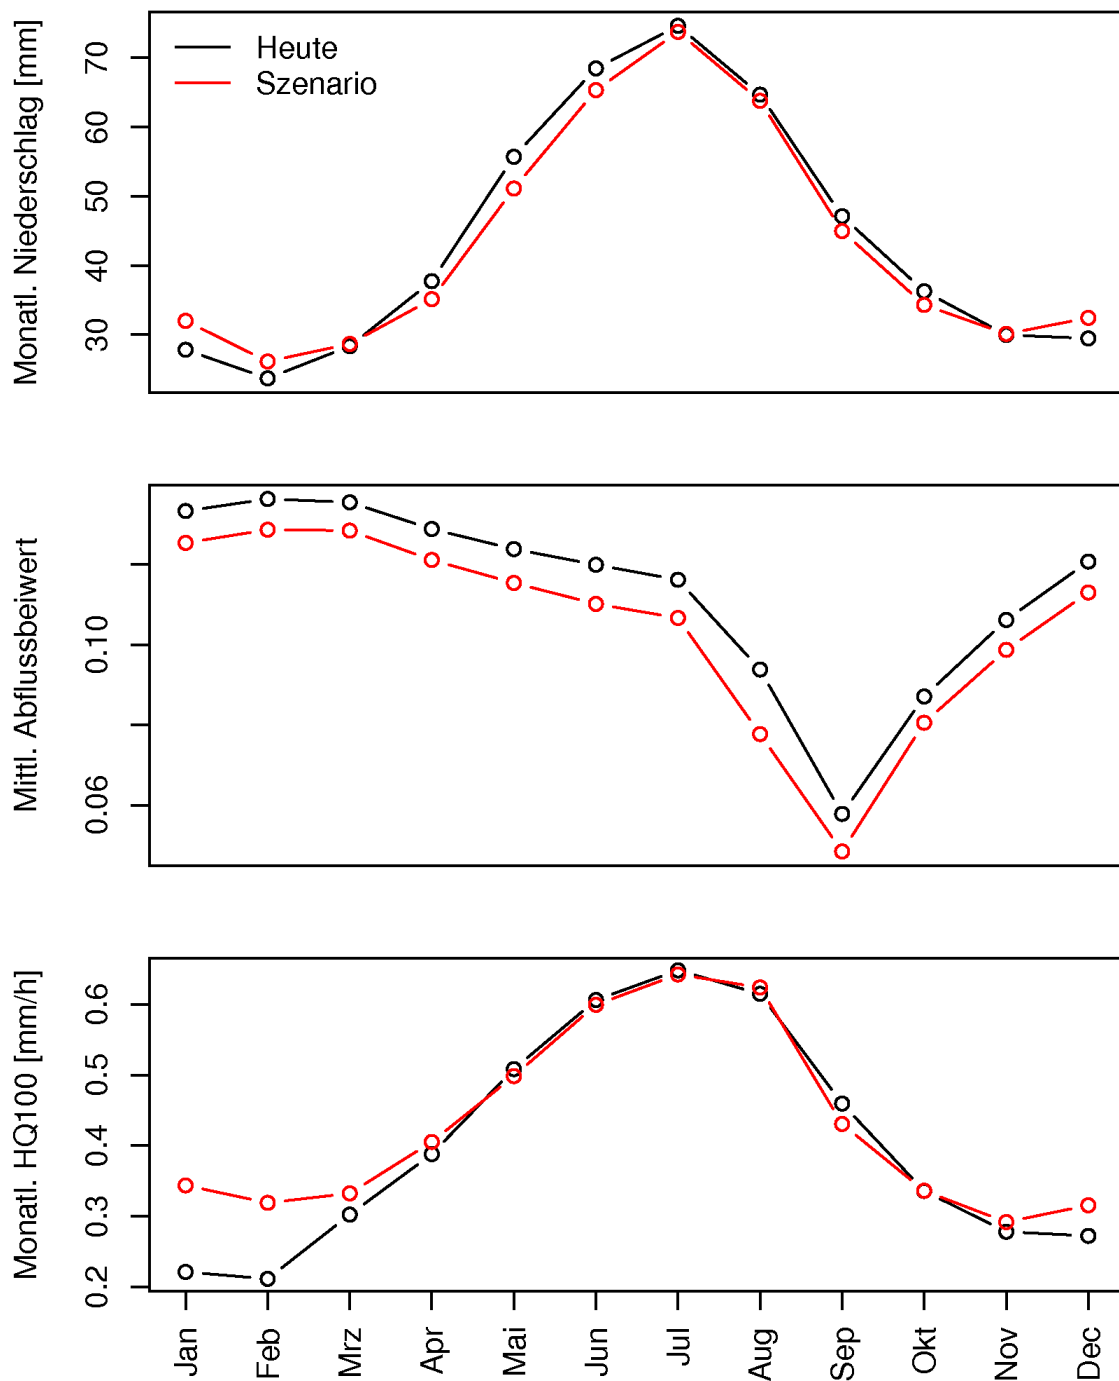 Monatl. Niederschlag [mm]
70
60
50
40
30
Heute
Szenario
Mittl. Abflussbeiwert
0.10
0.06
Monatl. HQ100 [mm/h]
0.6
0.5
0.4
0.3
0.2
Jan
Feb
Mrz
Apr
Mai
Jun
Jul
Aug
Sep
Okt
Nov
Dec